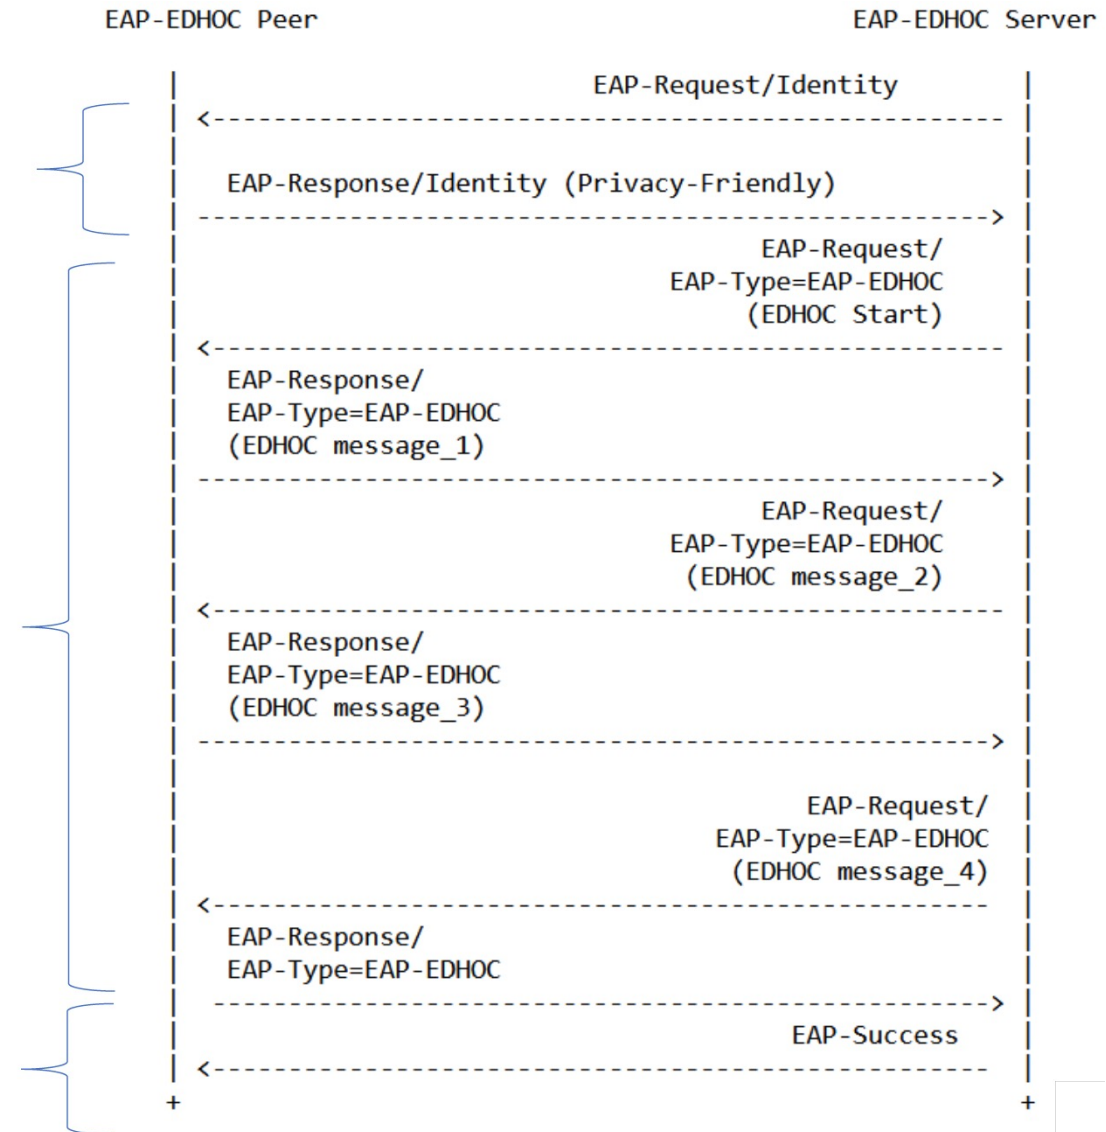 EAP-EDHOC Peer EAP-EDHOC Server
EAP-Request/Identity
EAP-Response/Identity (Privacy-Friendly)
EAP-Request/
EAP-Type=EAP-EDHOC
(EDHOC Start)
EAP-Response/
EAP-Type=EAP-EDHOC
(EDHOC message_1)
EAP-Request/
EAP-Type=EAP-EDHOC
(EDHOC message_2)
EAP-Response/
EAP-Type=EAP-EDHOC
(EDHOC message_3)
EAP-Request/
EAP-Type=EAP-EDHOC
(EDHOC message_4)
EAP-Response/
EAP-Type=EAP-EDHOC
EAP-Success